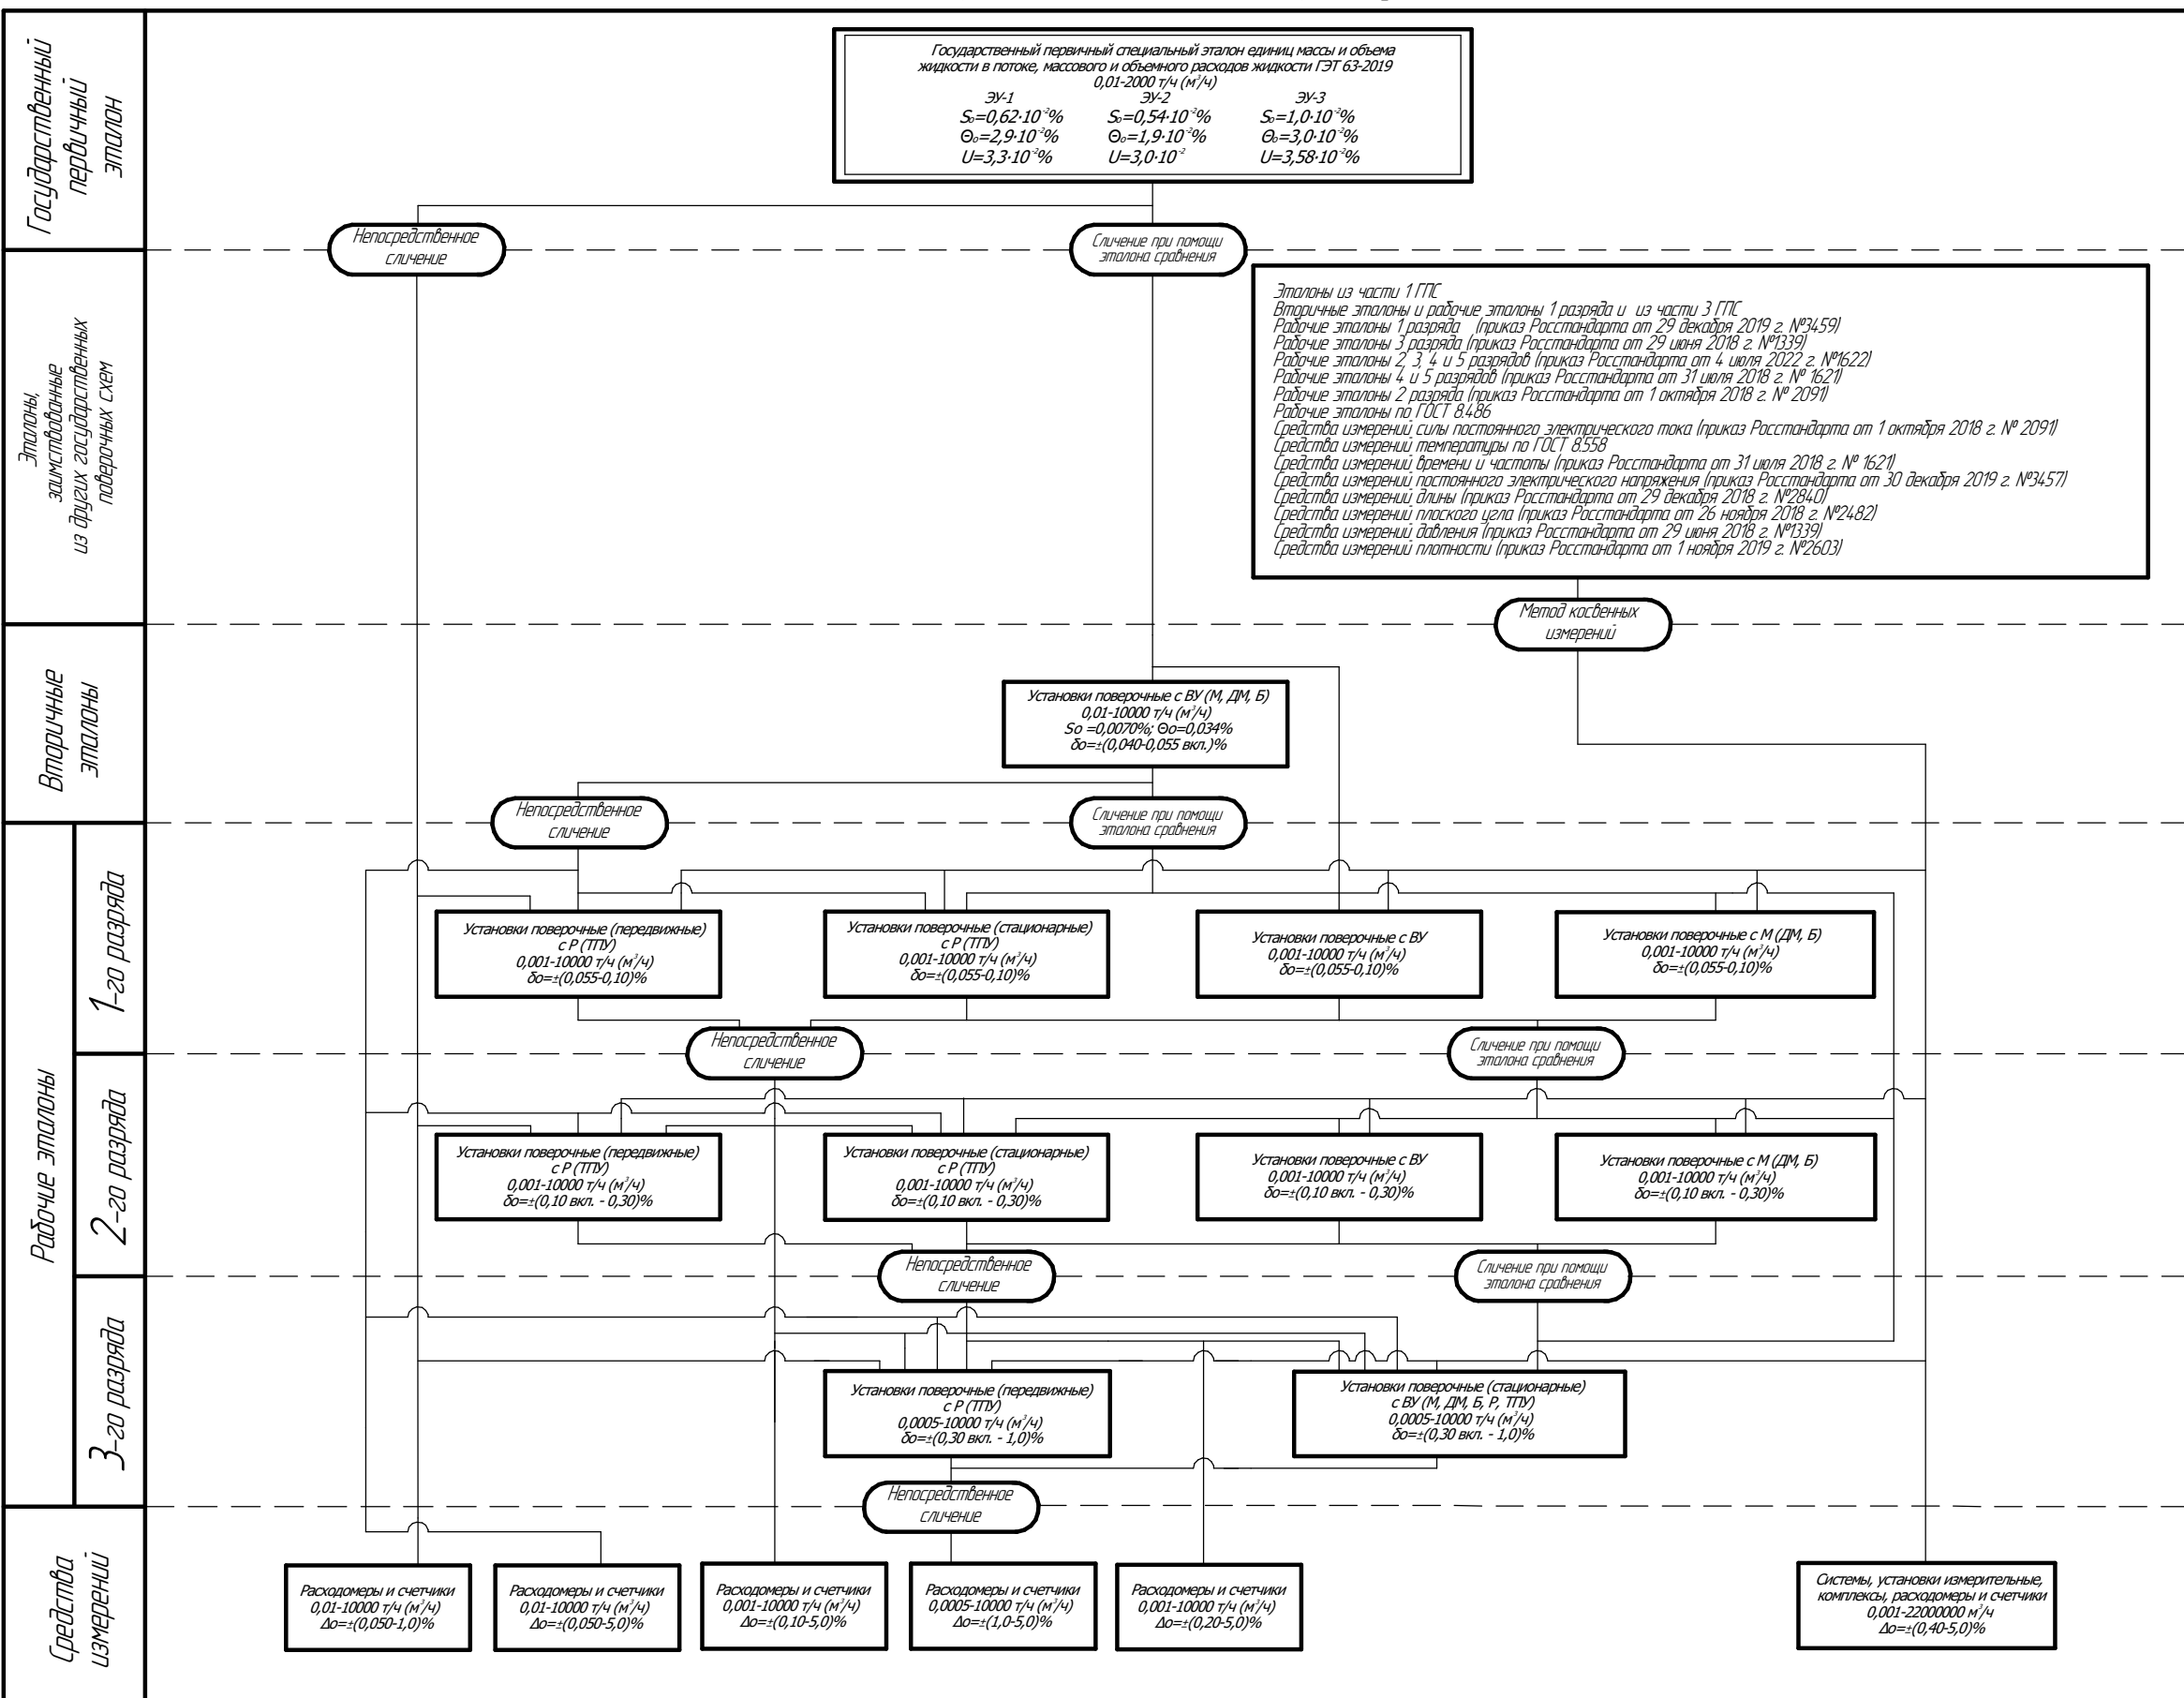 Государственный
первичный
эталон
Государственный первичный специальный эталон единиц массы и объема
жидкости в потоке, массового и объемного расходов жидкости ГЭТ 63-2019
0,01-2000 т/ч (м³/ч)
ЭУ-1 ЭУ-2 ЭУ-3
S₀=0,62·10⁻²% S₀=0,54·10⁻²% S₀=1,0·10⁻²%
Θ₀=2,9·10⁻²% Θ₀=1,9·10⁻²% Θ₀=3,0·10⁻²%
U=3,3·10⁻²% U=3,0·10⁻² U=3,58·10⁻²%
Непосредственное
сличение
Сличение при помощи
эталона сравнения
Эталоны,
заимствованные
из других государственных
поверочных схем
Эталоны из части 1 ГПС
Вторичные эталоны и рабочие эталоны 1 разряда и из части 3 ГПС
Рабочие эталоны 1 разряда (приказ Росстандарта от 29 декабря 2019 г. №3459)
Рабочие эталоны 3 разряда (приказ Росстандарта от 29 июня 2018 г. №1339)
Рабочие эталоны 2, 3, 4 и 5 разрядов (приказ Росстандарта от 4 июля 2022 г. №1622)
Рабочие эталоны 4 и 5 разрядов (приказ Росстандарта от 31 июля 2018 г. № 1621)
Рабочие эталоны 2 разряда (приказ Росстандарта от 1 октября 2018 г. № 2091)
Рабочие эталоны по ГОСТ 8.486
Средства измерений силы постоянного электрического тока (приказ Росстандарта от 1 октября 2018 г. № 2091)
Средства измерений температуры по ГОСТ 8.558
Средства измерений времени и частоты (приказ Росстандарта от 31 июля 2018 г. № 1621)
Средства измерений постоянного электрического напряжения (приказ Росстандарта от 30 декабря 2019 г. №3457)
Средства измерений длины (приказ Росстандарта от 29 декабря 2018 г. №2840)
Средства измерений плоского угла (приказ Росстандарта от 26 ноября 2018 г. №2482)
Средства измерений давления (приказ Росстандарта от 29 июня 2018 г. №1339)
Средства измерений плотности (приказ Росстандарта от 1 ноября 2019 г. №2603)
Метод косвенных
измерений
Вторичные
эталоны
Установки поверочные с ВУ (М, ДМ, Б)
0,01-10000 т/ч (м³/ч)
So =0,0070%; Θo=0,034%
δo=±(0,040-0,055 вкл.)%
Непосредственное
сличение
Сличение при помощи
эталона сравнения
Рабочие эталоны
1-го разряда
Установки поверочные (передвижные)
с Р (ТПУ)
0,001-10000 т/ч (м³/ч)
δo=±(0,055-0,10)%
Установки поверочные (стационарные)
с Р (ТПУ)
0,001-10000 т/ч (м³/ч)
δo=±(0,055-0,10)%
Установки поверочные с ВУ
0,001-10000 т/ч (м³/ч)
δo=±(0,055-0,10)%
Установки поверочные с М (ДМ, Б)
0,001-10000 т/ч (м³/ч)
δo=±(0,055-0,10)%
Непосредственное
сличение
Сличение при помощи
эталона сравнения
2-го разряда
Установки поверочные (передвижные)
с Р (ТПУ)
0,001-10000 т/ч (м³/ч)
δo=±(0,10 вкл. - 0,30)%
Установки поверочные (стационарные)
с Р (ТПУ)
0,001-10000 т/ч (м³/ч)
δo=±(0,10 вкл. - 0,30)%
Установки поверочные с ВУ
0,001-10000 т/ч (м³/ч)
δo=±(0,10 вкл. - 0,30)%
Установки поверочные с М (ДМ, Б)
0,001-10000 т/ч (м³/ч)
δo=±(0,10 вкл. - 0,30)%
Непосредственное
сличение
Сличение при помощи
эталона сравнения
3-го разряда
Установки поверочные (передвижные)
с Р (ТПУ)
0,0005-10000 т/ч (м³/ч)
δo=±(0,30 вкл. - 1,0)%
Установки поверочные (стационарные)
с ВУ (М, ДМ, Б, Р, ТПУ)
0,0005-10000 т/ч (м³/ч)
δo=±(0,30 вкл. - 1,0)%
Непосредственное
сличение
Средства
измерений
Расходомеры и счетчики
0,01-10000 т/ч (м³/ч)
Δo=±(0,050-1,0)%
Расходомеры и счетчики
0,01-10000 т/ч (м³/ч)
Δo=±(0,050-5,0)%
Расходомеры и счетчики
0,001-10000 т/ч (м³/ч)
Δo=±(0,10-5,0)%
Расходомеры и счетчики
0,0005-10000 т/ч (м³/ч)
Δo=±(1,0-5,0)%
Расходомеры и счетчики
0,001-10000 т/ч (м³/ч)
Δo=±(0,20-5,0)%
Системы, установки измерительные,
комплексы, расходомеры и счетчики
0,001-22000000 м³/ч
Δo=±(0,40-5,0)%